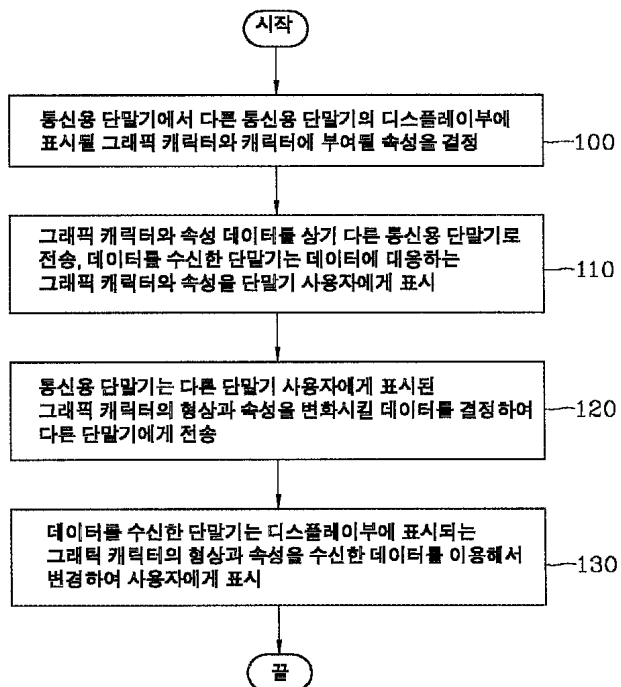 시작
통신용 단말기에서 다른 통신용 단말기의 디스플레이부에
표시될 그래픽 캐릭터와 캐릭터에 부여될 속성을 결정
100
그래픽 캐릭터와 속성 데이터를 상기 다른 통신용 단말기로
전송, 데이터를 수신한 단말기는 데이터에 대응하는
그래픽 캐릭터와 속성을 단말기 사용자에게 표시
110
통신용 단말기는 다른 단말기 사용자에게 표시된
그래픽 캐릭터의 형상과 속성을 변화시킬 데이터를 결정하여
다른 단말기에게 전송
120
데이터를 수신한 단말기는 디스플레이부에 표시되는
그래틱 캐릭터의 형상과 속성을 수신한 데이터를 이용해서
변경하여 사용자에게 표시
130
끝